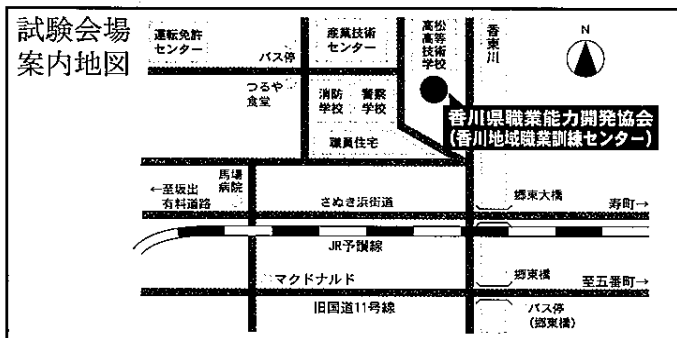 試験会場
案内地図
運転免許
センター
バス停
つるや
食堂
産業技術
センター
高松
高等
技術
学校
香東川
N
消防
学校
警察
学校
職員住宅
香川県職業能力開発協会
(香川地域職業訓練センター)
馬場
病院
←至坂出
有料道路
さぬき浜街道
郷東大橋
寿町→
JR予讃線
マクドナルド
郷東橋
至五番町→
旧国道11号線
バス停
(郷東橋)